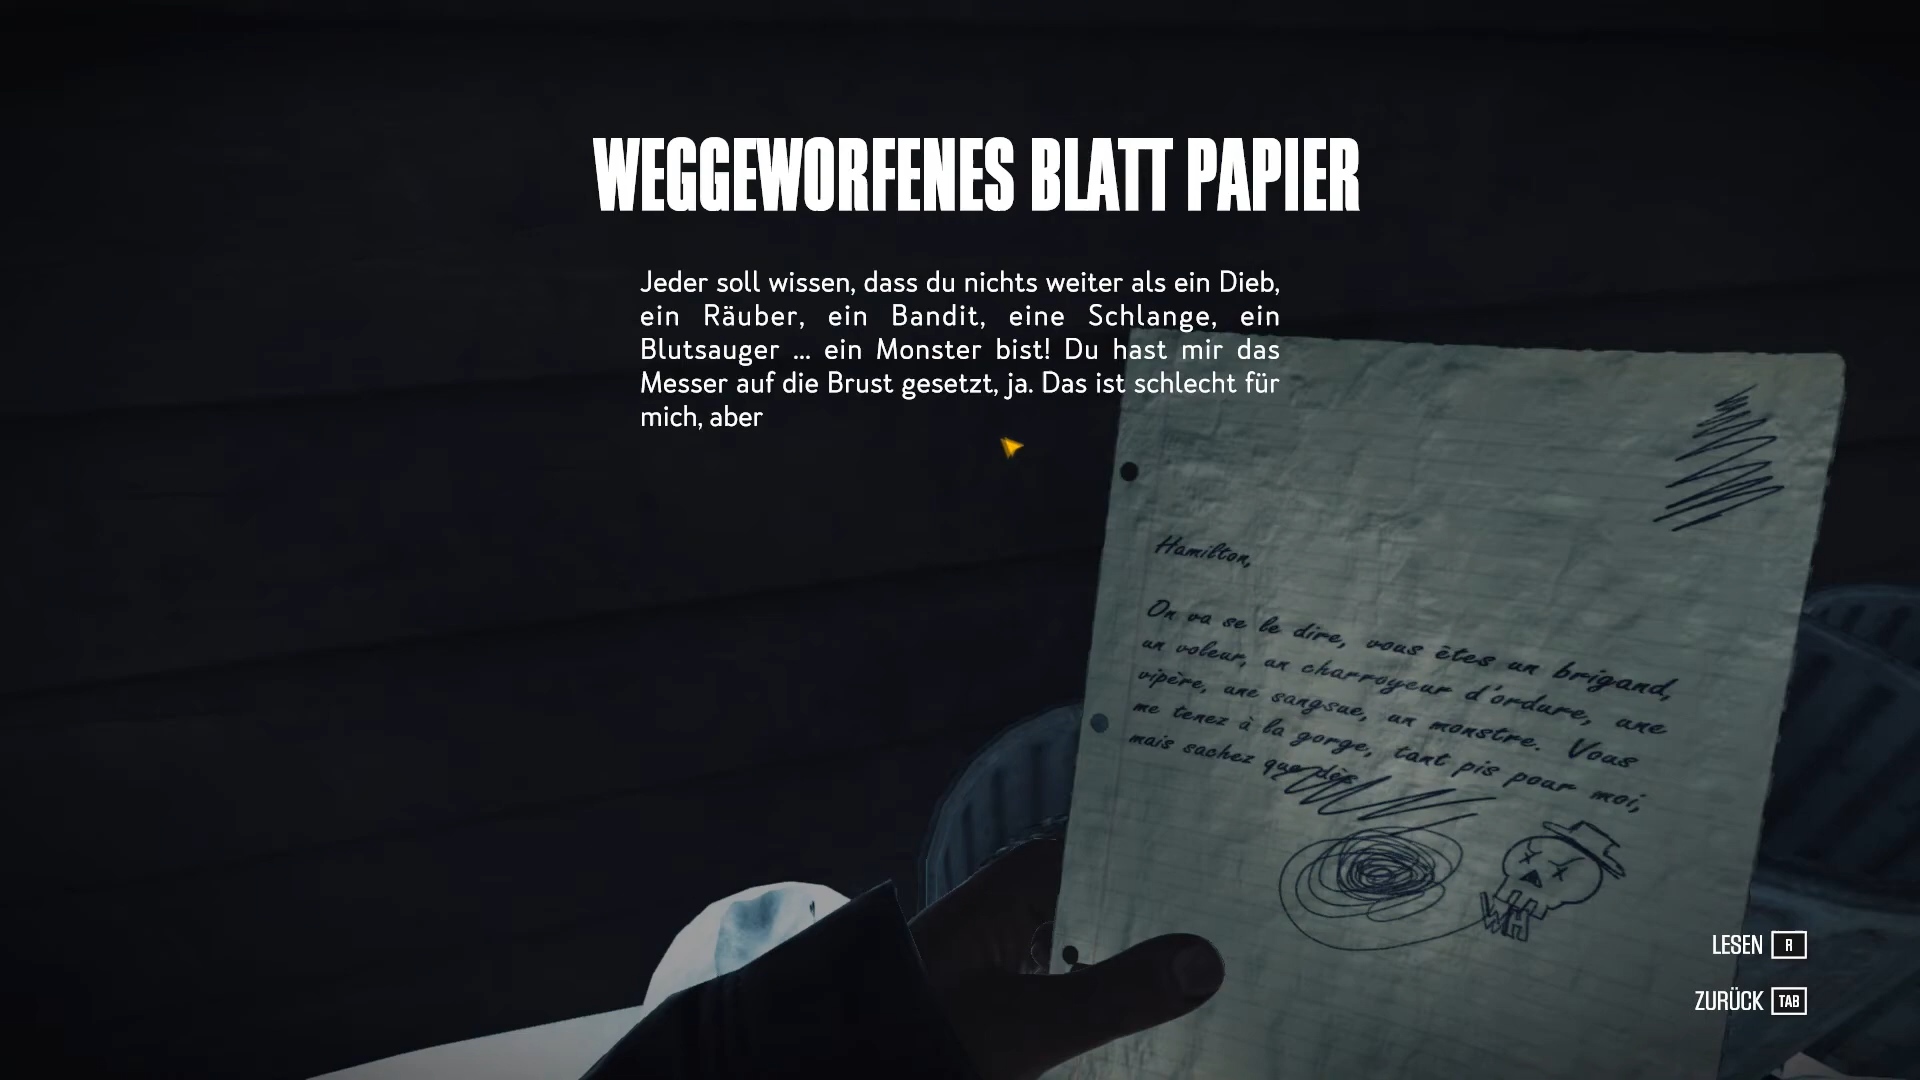 WEGGEWORFENES BLATT PAPIER
Jeder soll wissen, dass du nichts weiter als ein Dieb,
ein Räuber, ein Bandit, eine Schlange, ein
Blutsauger ... ein Monster bist! Du hast mir das
Messer auf die Brust gesetzt, ja. Das ist schlecht für
mich, aber
Hamilton,
On va se le dire, vous êtes un brigand,
un voleur, un charroyeur d'ordure, une
vipère, une sangsue, un monstre. Vous
me tenez à la gorge, tant pis pour moi,
mais sachez que dès
WH
LESEN R
ZURÜCK TAB